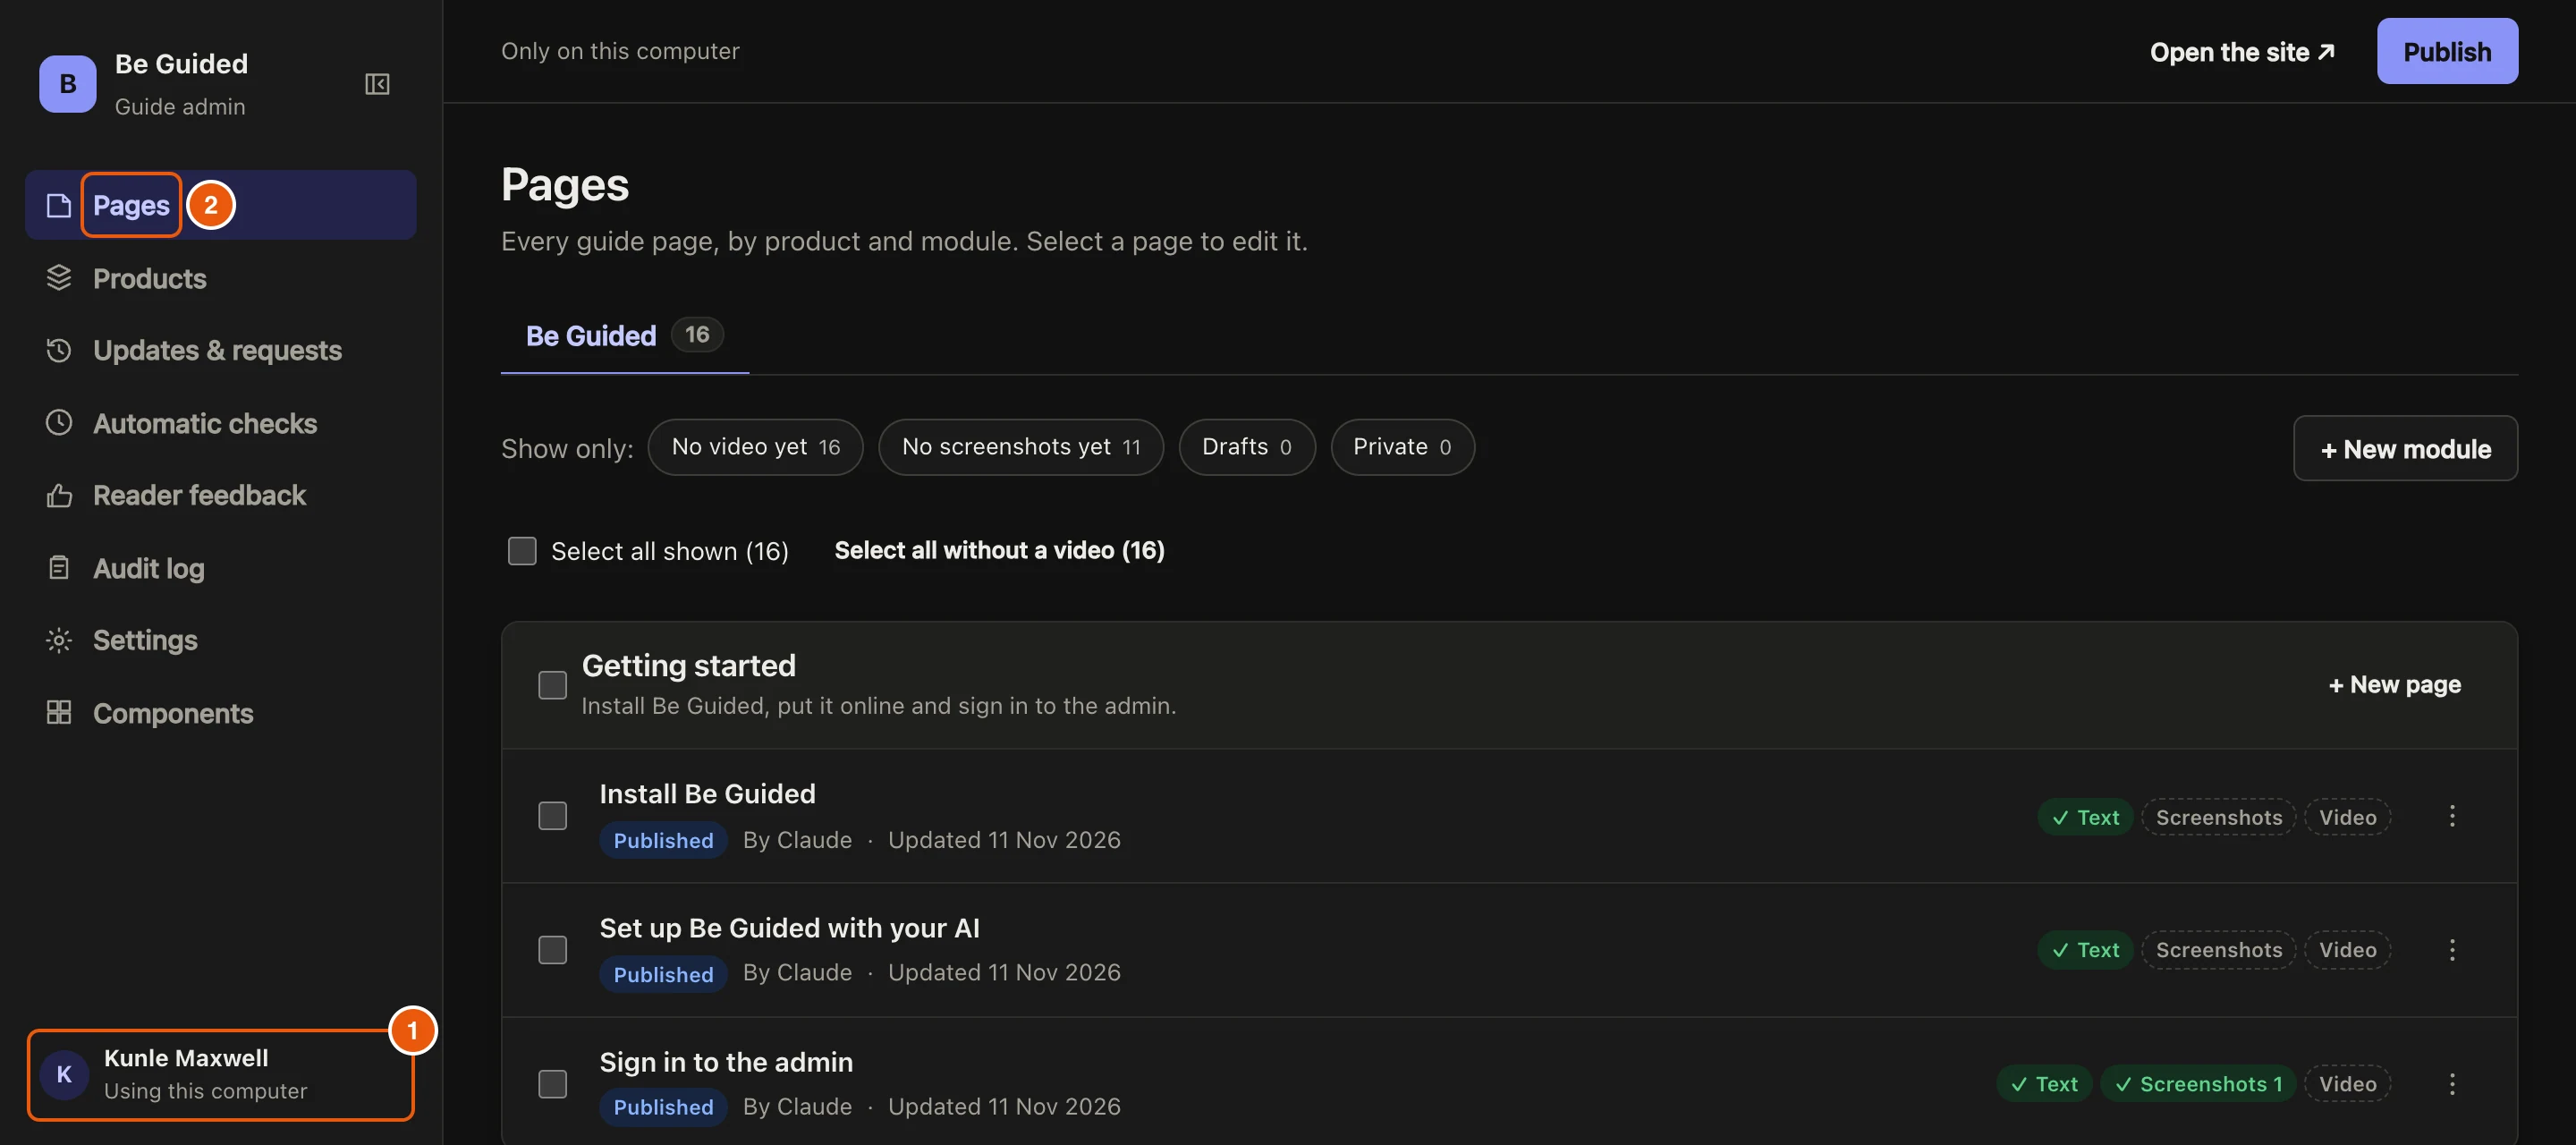 B
Be Guided
Guide admin
Pages
2
Products
Updates & requests
Automatic checks
Reader feedback
Audit log
Settings
Components
1
K
Kunle Maxwell
Using this computer
Only on this computer
Open the site ↗
Publish
Pages
Every guide page, by product and module. Select a page to edit it.
Be Guided 16
Show only: No video yet 16 No screenshots yet 11 Drafts 0 Private 0
+ New module
Select all shown (16) Select all without a video (16)
Getting started
Install Be Guided, put it online and sign in to the admin.
+ New page
Install Be Guided
Published By Claude · Updated 11 Nov 2026
✓ Text Screenshots Video
Set up Be Guided with your AI
Published By Claude · Updated 11 Nov 2026
✓ Text Screenshots Video
Sign in to the admin
Published By Claude · Updated 11 Nov 2026
✓ Text ✓ Screenshots 1 Video